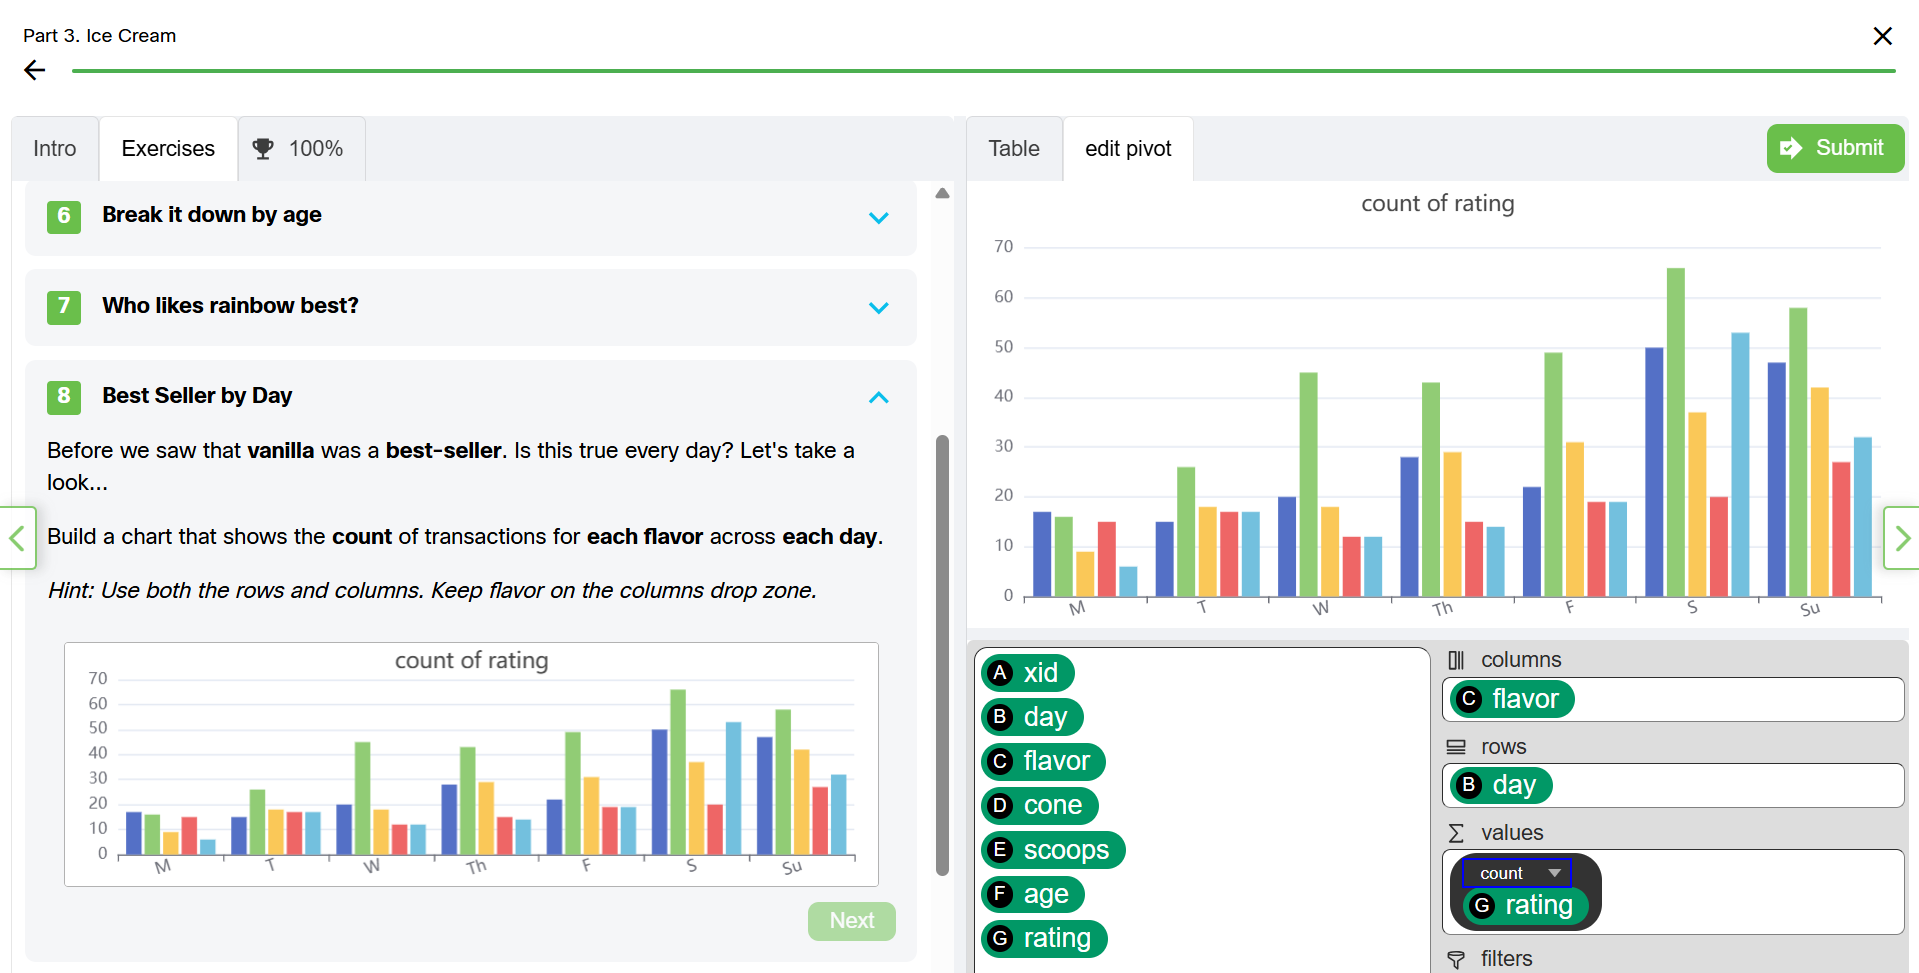 Part 3. Ice Cream
Intro
Exercises
100%
6 Break it down by age
7 Who likes rainbow best?
8 Best Seller by Day
Before we saw that vanilla was a best-seller. Is this true every day? Let's take a
look...
Build a chart that shows the count of transactions for each flavor across each day.
Hint: Use both the rows and columns. Keep flavor on the columns drop zone.
count of rating
70
60
50
40
30
20
10
0
M T W Th F S Su
Next
Table
edit pivot
Submit
count of rating
70
60
50
40
30
20
10
0
M T W Th F S Su
A xid
B day
C flavor
D cone
E scoops
F age
G rating
columns
C flavor
rows
B day
values
count
G rating
filters